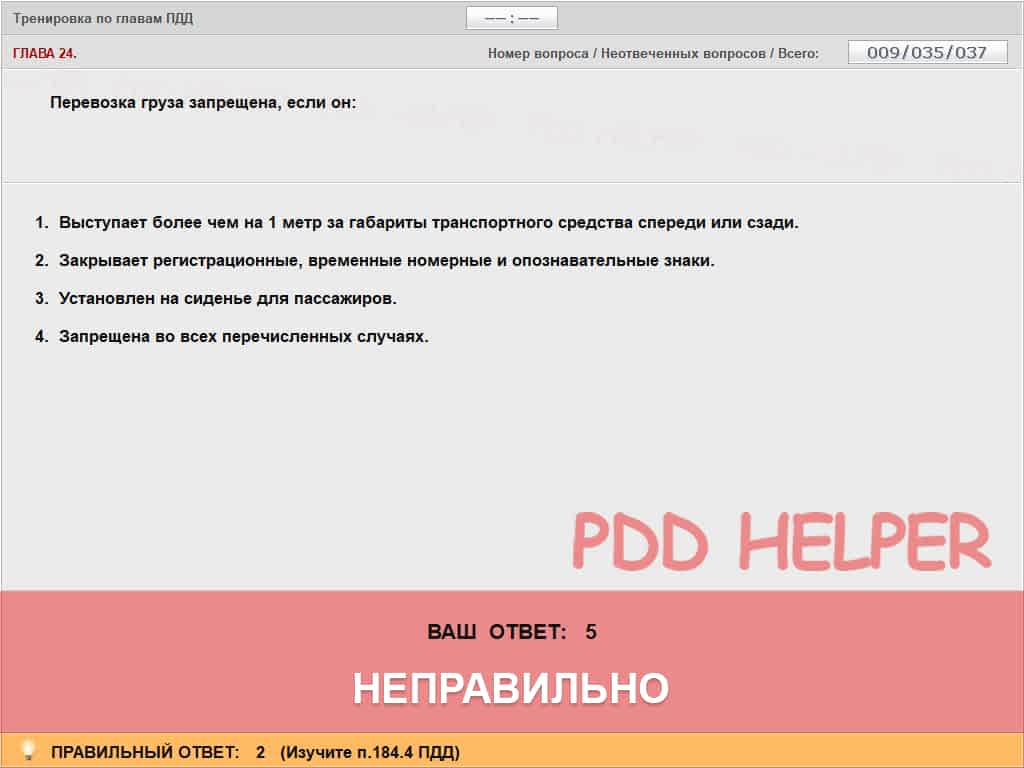 Тренировка по главам ПДД
—— : ——
ГЛАВА 24.
Номер вопроса / Неотвеченных вопросов / Всего: 009/035/037
Перевозка груза запрещена, если он:
1. Выступает более чем на 1 метр за габариты транспортного средства спереди или сзади.
2. Закрывает регистрационные, временные номерные и опознавательные знаки.
3. Установлен на сиденье для пассажиров.
4. Запрещена во всех перечисленных случаях.
PDD HELPER
ВАШ ОТВЕТ: 5
НЕПРАВИЛЬНО
ПРАВИЛЬНЫЙ ОТВЕТ: 2 (Изучите п.184.4 ПДД)